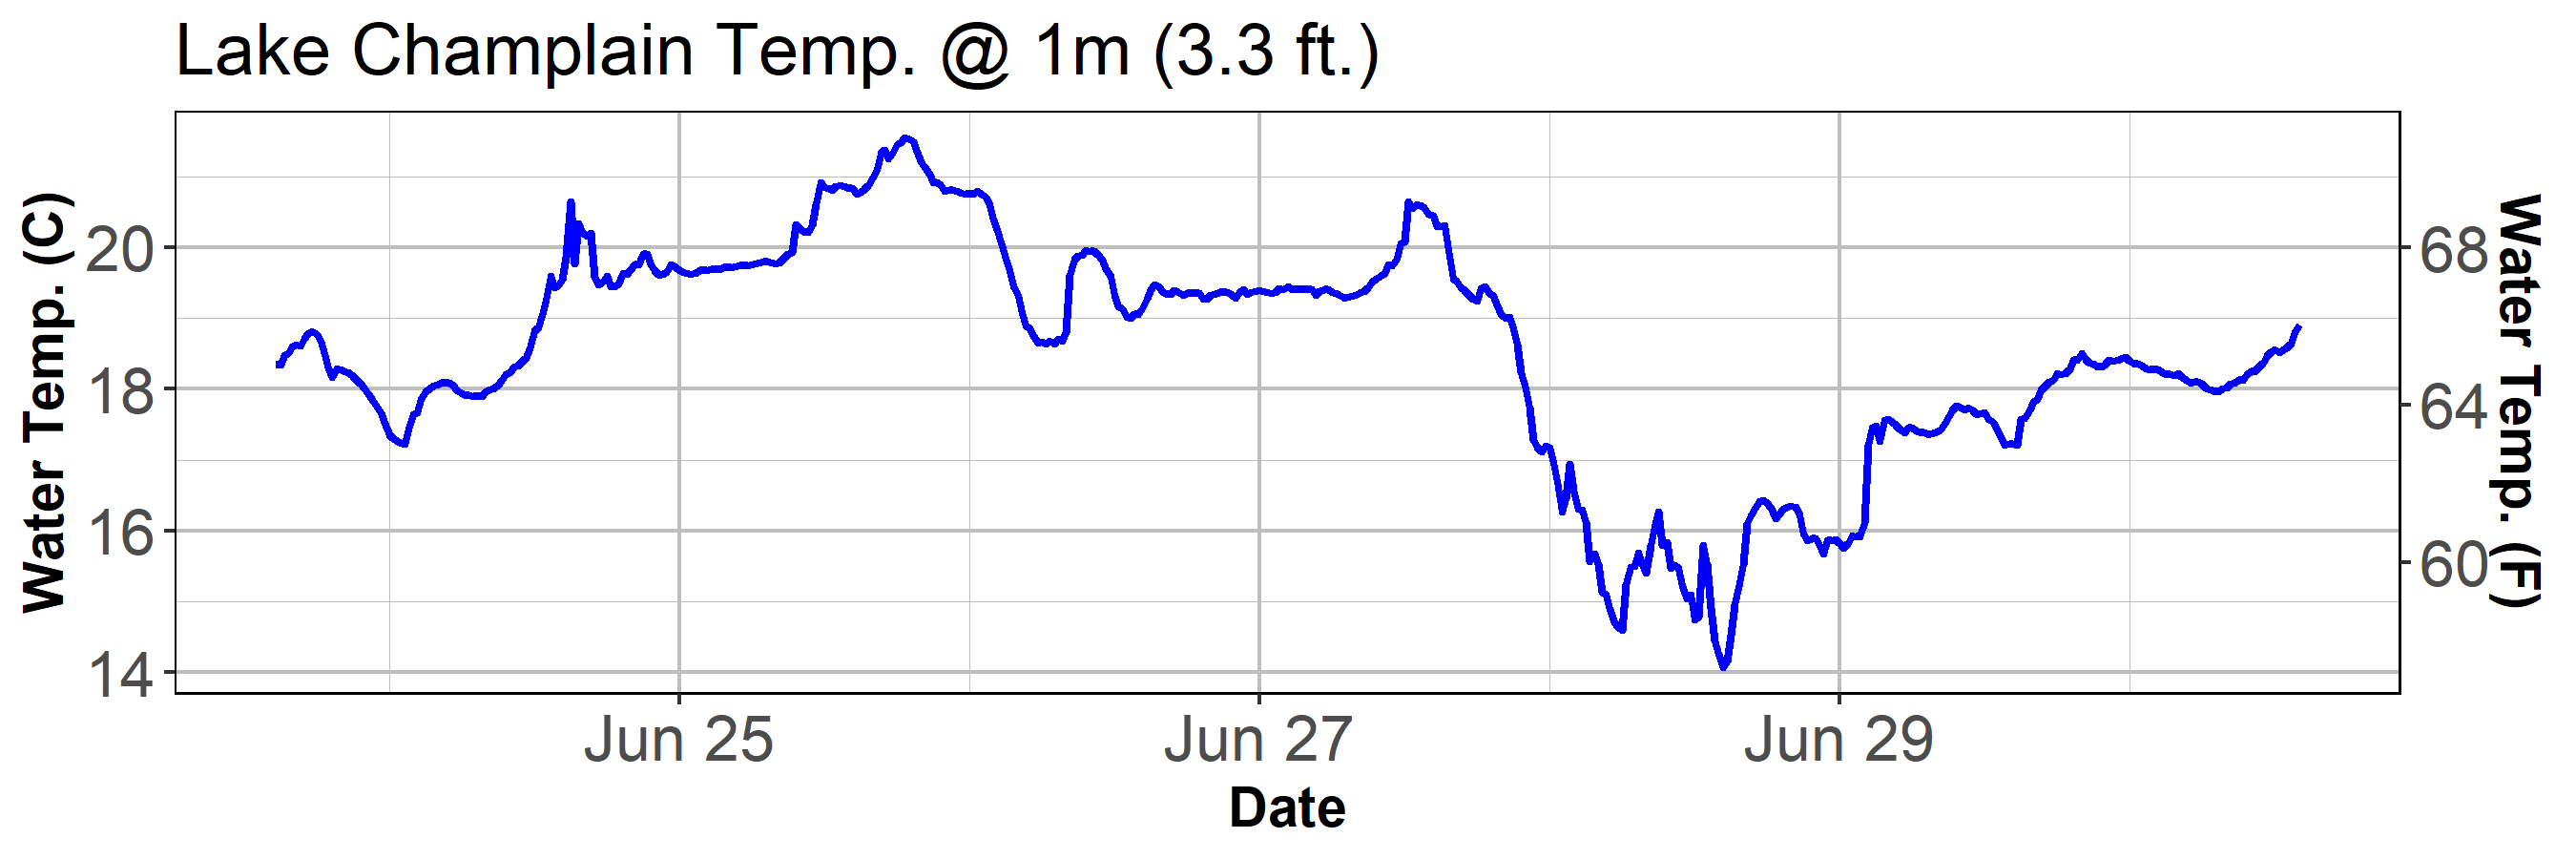 Lake Champlain Temp. @ 1m (3.3 ft.)
Water Temp. (C)
20
18
16
14
68
64
60
Water Temp. (F)
Jun 25
Jun 27
Jun 29
Date